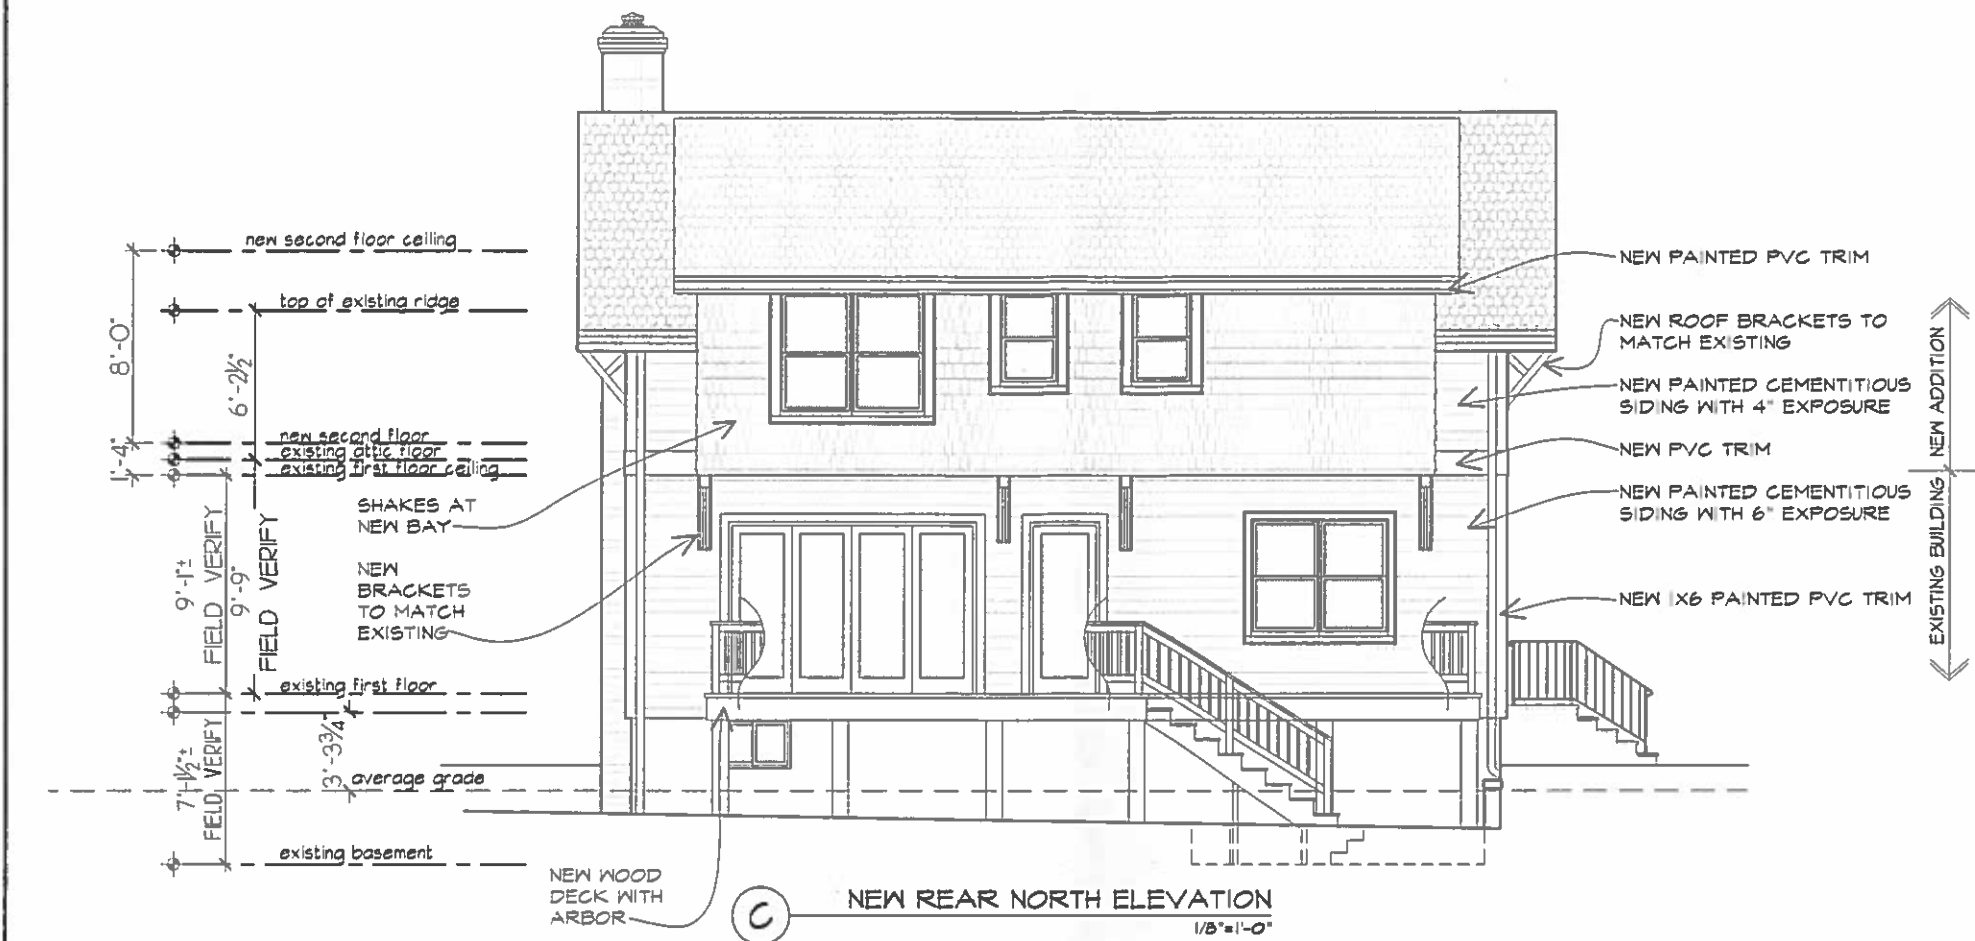 new second floor ceiling
top of existing ridge
8'-0"
6'-2½"
new second floor
existing attic floor
existing first floor ceiling
1'-4"
9'-1"±
FIELD VERIFY
9'-9"
FIELD VERIFY
existing first floor
7'-1½"±
FIELD VERIFY
3'-3¾"
average grade
existing basement
SHAKES AT
NEW BAY
NEW
BRACKETS
TO MATCH
EXISTING
NEW WOOD
DECK WITH
ARBOR
NEW PAINTED PVC TRIM
NEW ROOF BRACKETS TO
MATCH EXISTING
NEW PAINTED CEMENTITIOUS
SIDING WITH 4" EXPOSURE
NEW PVC TRIM
NEW PAINTED CEMENTITIOUS
SIDING WITH 6" EXPOSURE
NEW 1X6 PAINTED PVC TRIM
NEW ADDITION
EXISTING BUILDING
C
NEW REAR NORTH ELEVATION
1/8"=1'-0"